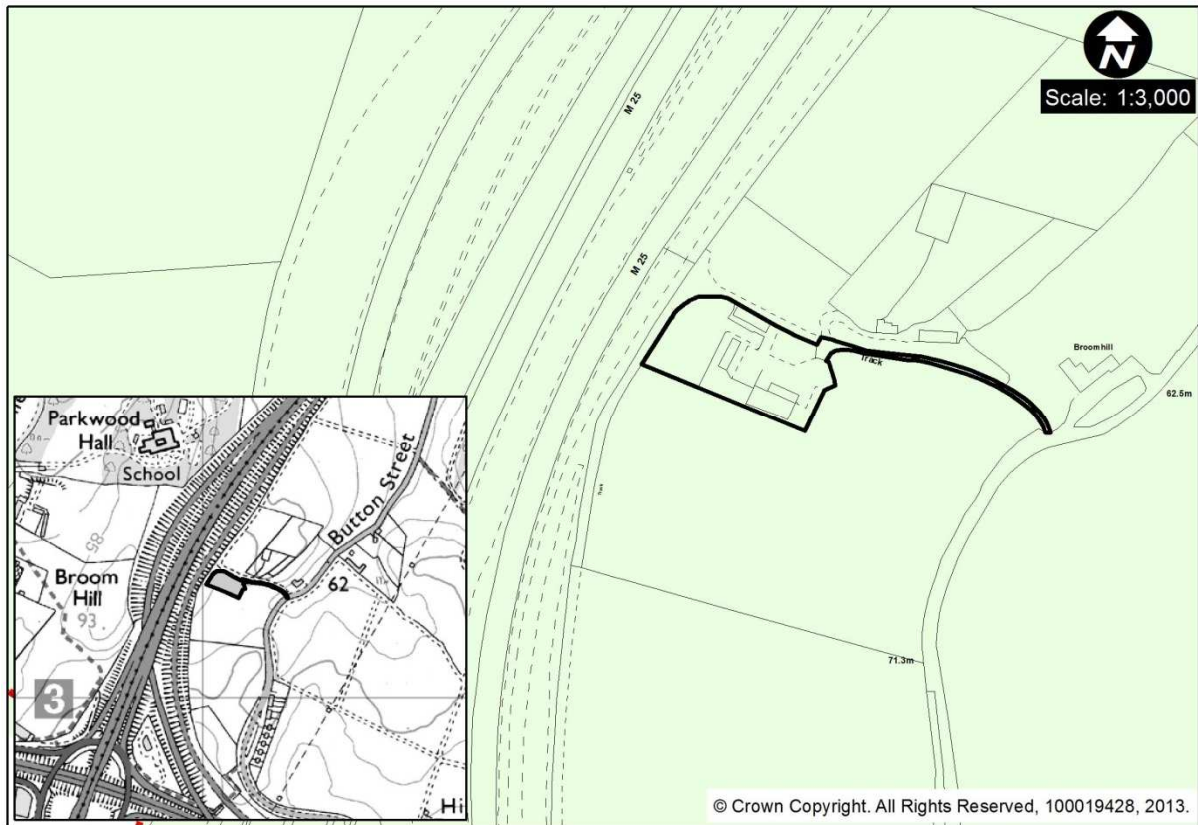 N
Scale: 1:3,000
M 25
M 25
Track
Broomhill
62.5m
Track
71.3m
Parkwood
Hall
School
Button Street
85
Broom
Hill
93
62
3
Hi
© Crown Copyright. All Rights Reserved, 100019428, 2013.